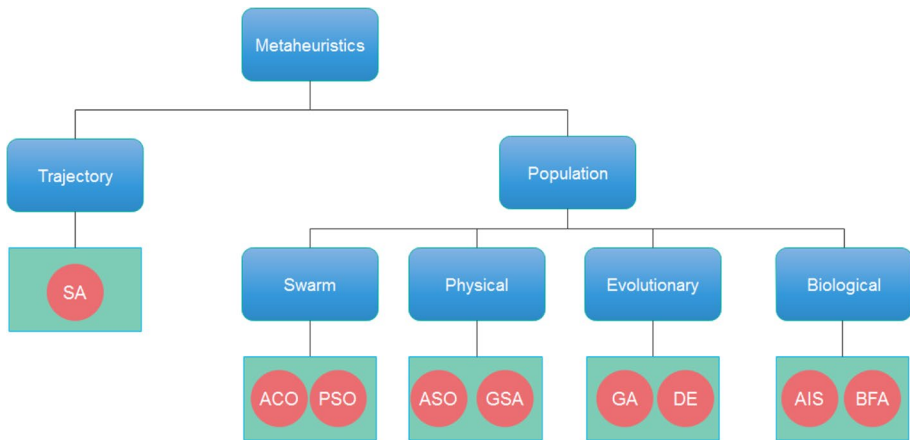 Metaheuristics
Trajectory
Population
SA
Swarm
Physical
Evolutionary
Biological
ACO PSO
ASO GSA
GA DE
AIS BFA